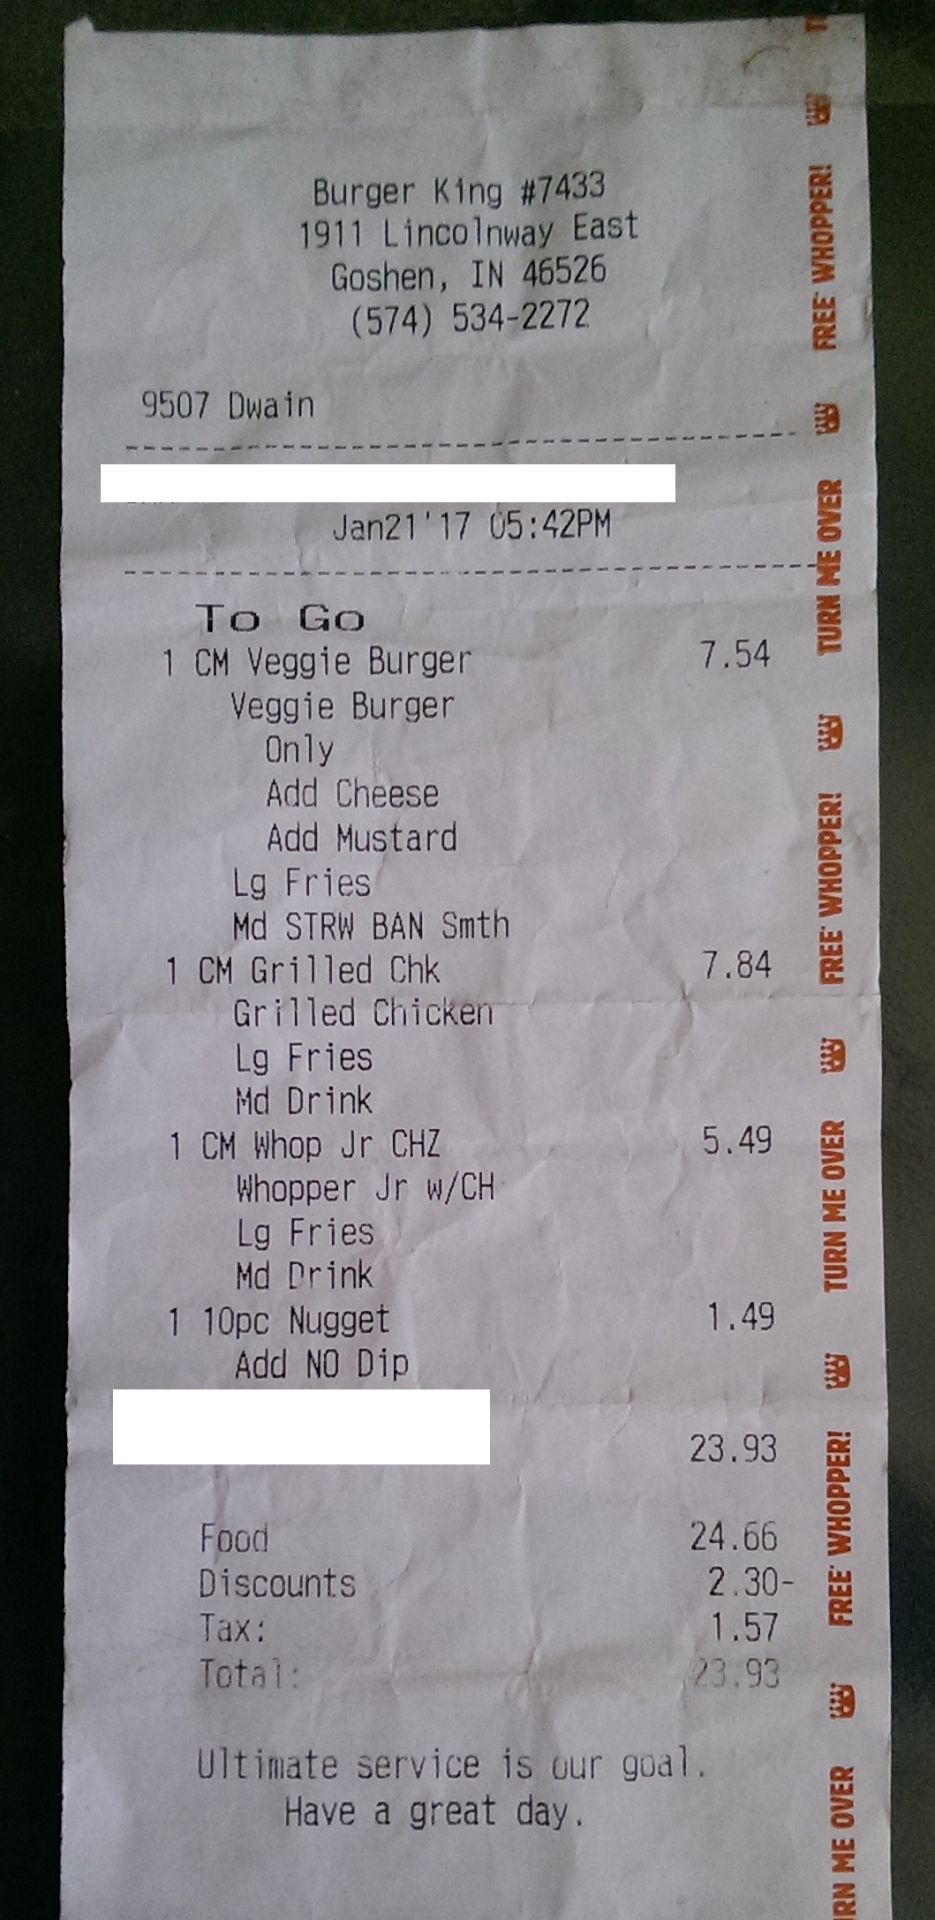 Burger King #7433
1911 Lincolnway East
Goshen, IN 46526
(574) 534-2272
9507 Dwain
Jan21'17 05:42PM
To Go
1 CM Veggie Burger 7.54
Veggie Burger
Only
Add Cheese
Add Mustard
Lg Fries
Md STRW BAN Smth
1 CM Grilled Chk 7.84
Grilled Chicken
Lg Fries
Md Drink
1 CM Whop Jr CHZ 5.49
Whopper Jr w/CH
Lg Fries
Md Drink
1 10pc Nugget 1.49
Add NO Dip
23.93
Food 24.66
Discounts 2.30-
Tax: 1.57
Total: 23.93
Ultimate service is our goal.
Have a great day.
FREE WHOPPER!
TURN ME OVER
FREE WHOPPER!
TURN ME OVER
FREE WHOPPER!
RN ME OVER